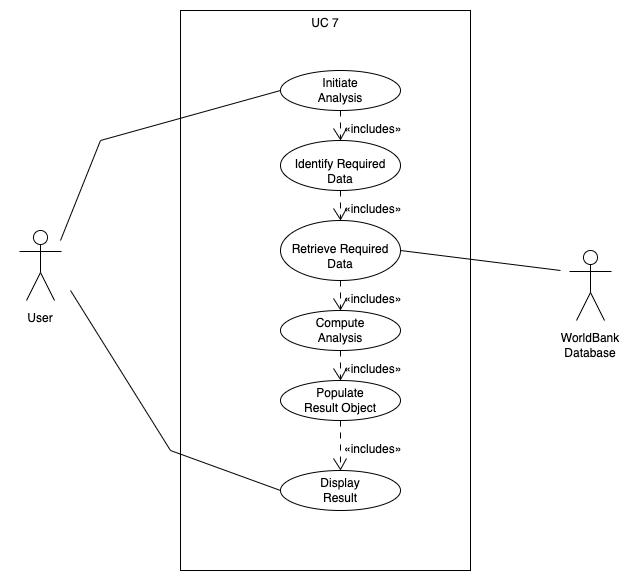 UC 7
Initiate
Analysis
«includes»
Identify Required
Data
«includes»
Retrieve Required
Data
«includes»
Compute
Analysis
«includes»
Populate
Result Object
«includes»
Display
Result
User
WorldBank
Database